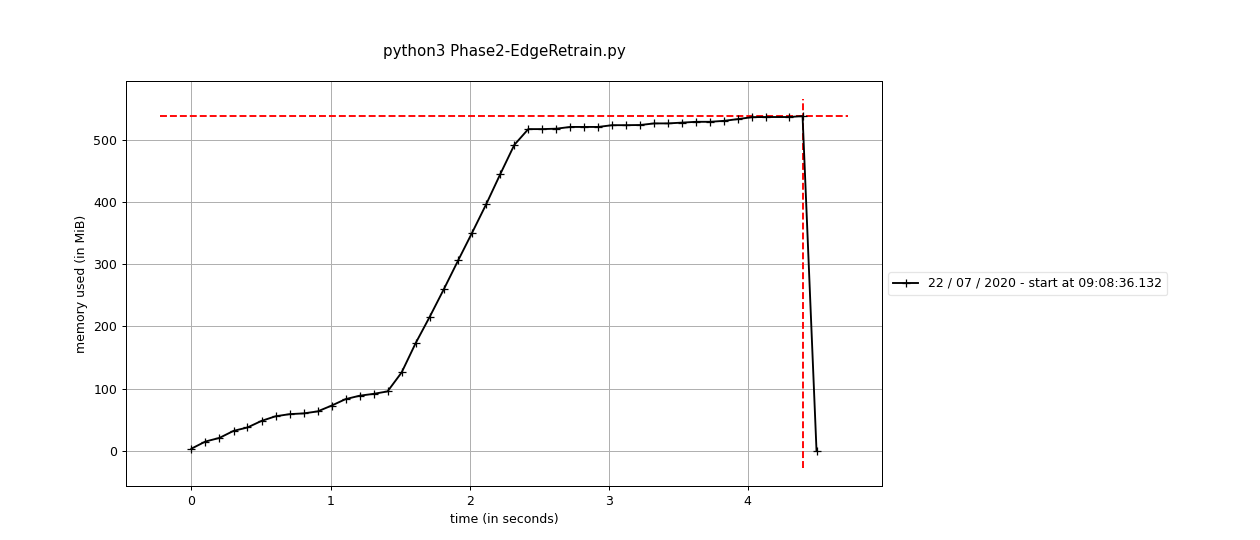 python3 Phase2-EdgeRetrain.py
500
400
300
200
100
0
memory used (in MiB)
0 1 2 3 4
time (in seconds)
22 / 07 / 2020 - start at 09:08:36.132